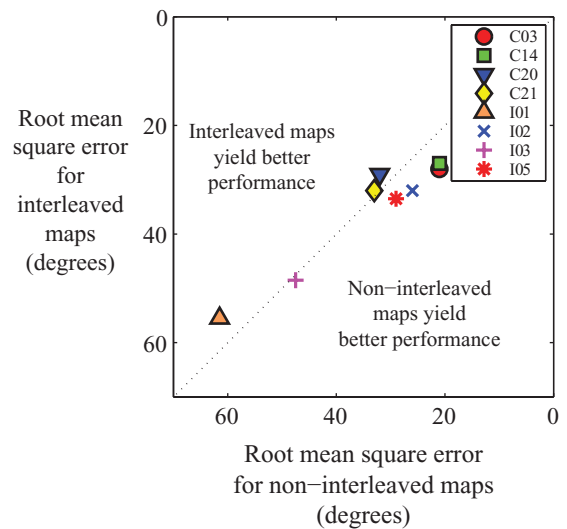 0
20
40
60
Root mean
square error
for
interleaved
maps
(degrees)
Interleaved maps
yield better
performance
C03
C14
C20
C21
I01
I02
I03
I05
Non−interleaved
maps yield
better performance
60
40
20
0
Root mean square error
for non-interleaved maps
(degrees)